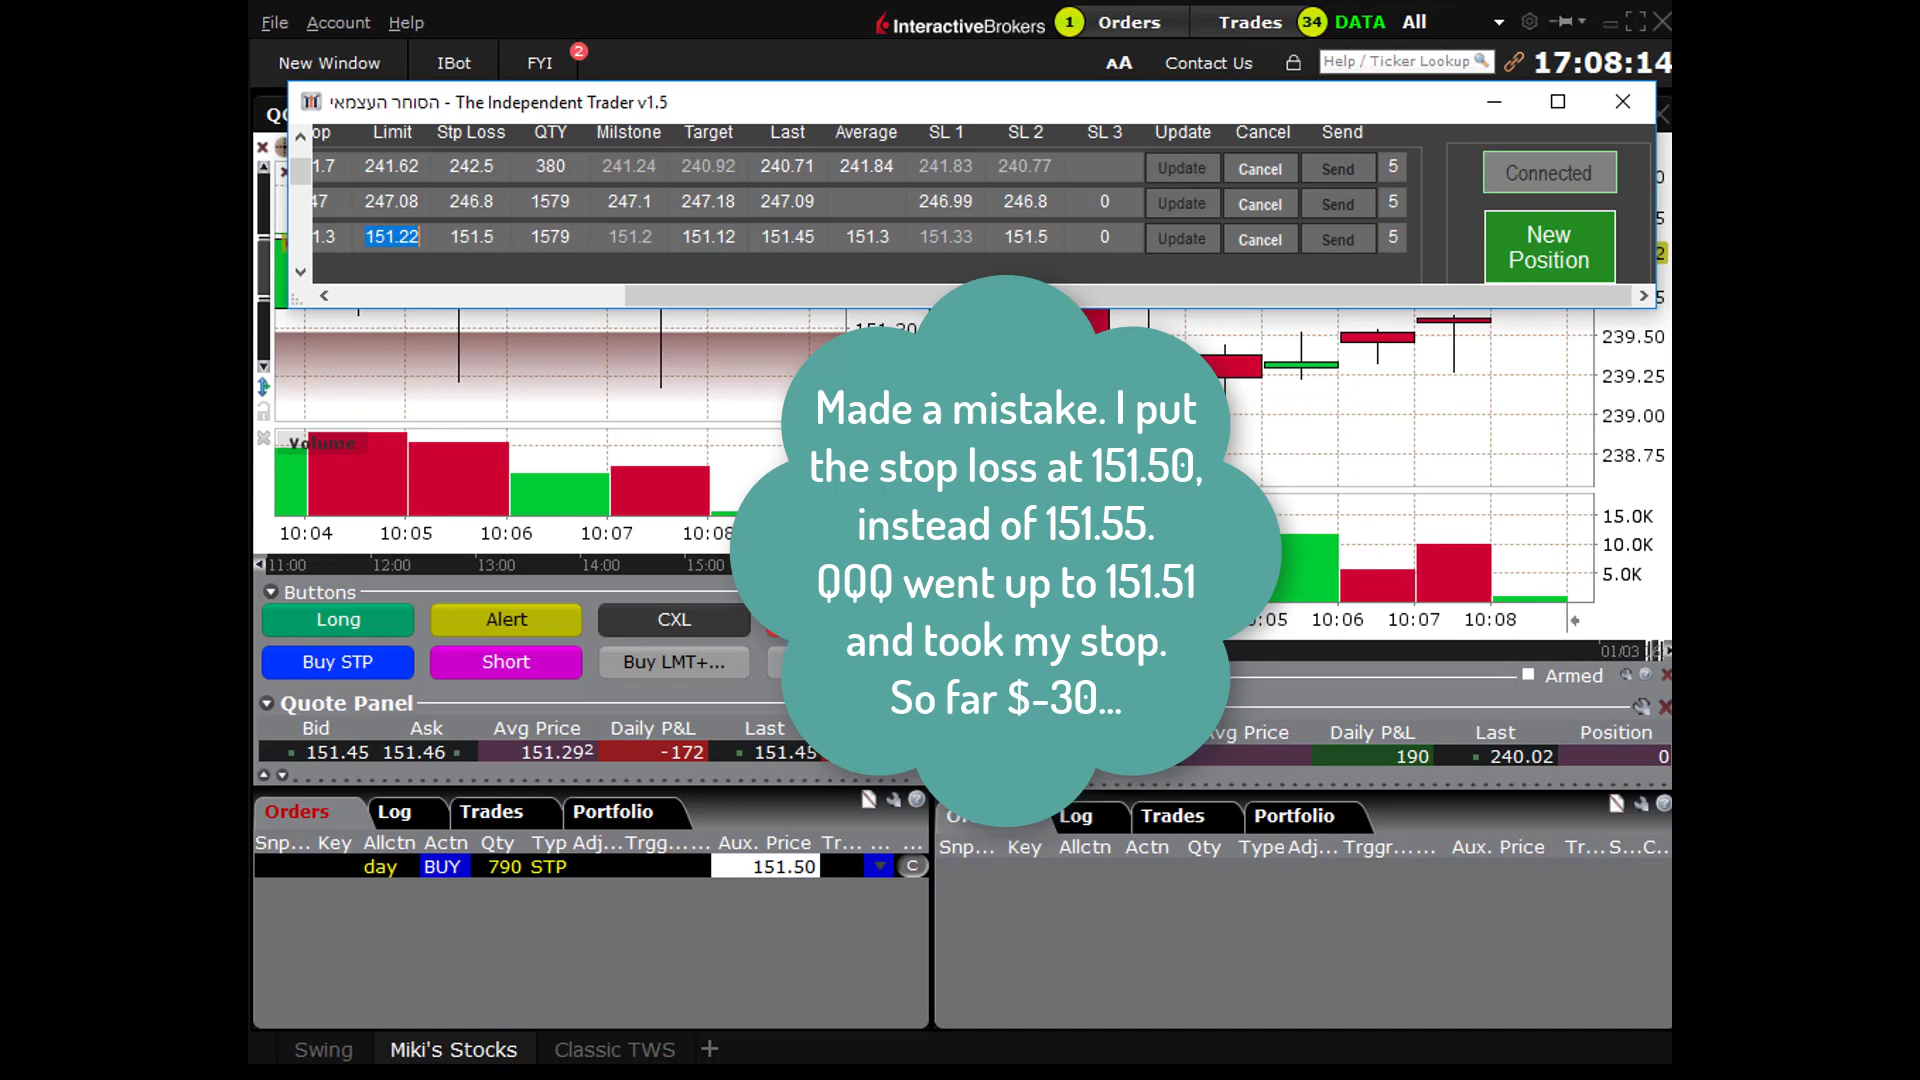 File Account Help InteractiveBrokers 1 Orders Trades 34 DATA All
New Window IBot FYI 2 AA Contact Us Help / Ticker Lookup 17:08:14
הסוחר העצמאי - The Independent Trader v1.5
op Limit Stp Loss QTY Milstone Target Last Average SL 1 SL 2 SL 3 Update Cancel Send
1.7 241.62 242.5 380 241.24 240.92 240.71 241.84 241.83 240.77 Update Cancel Send 5
47 247.08 246.8 1579 247.1 247.18 247.09 246.99 246.8 0 Update Cancel Send 5
1.3 151.22 151.5 1579 151.2 151.12 151.45 151.3 151.33 151.5 0 Update Cancel Send 5
Connected
New
Position
239.50
239.25
239.00
238.75
Made a mistake. I put
the stop loss at 151.50,
instead of 151.55.
QQQ went up to 151.51
and took my stop.
So far $-30...
Volume
15.0K
10.0K
5.0K
10:04 10:05 10:06 10:07 10:08
:05 10:06 10:07 10:08
11:00 12:00 13:00 14:00 15:00
01/03
Buttons
Long Alert CXL
Buy STP Short Buy LMT+...
Armed
Quote Panel
Bid Ask Avg Price Daily P&L Last
151.45 151.46 151.29² -172 151.45
vg Price Daily P&L Last Position
190 240.02 0
Orders Log Trades Portfolio
Snp... Key Allctn Actn Qty Typ Adj... Trgg... ... Aux. Price Tr... ... ...
day BUY 790 STP 151.50 C
Log Trades Portfolio
Snp... Key Allctn Actn Qty Type Adj... Trggr... ... Aux. Price Tr... S... C...
Swing Miki's Stocks Classic TWS +